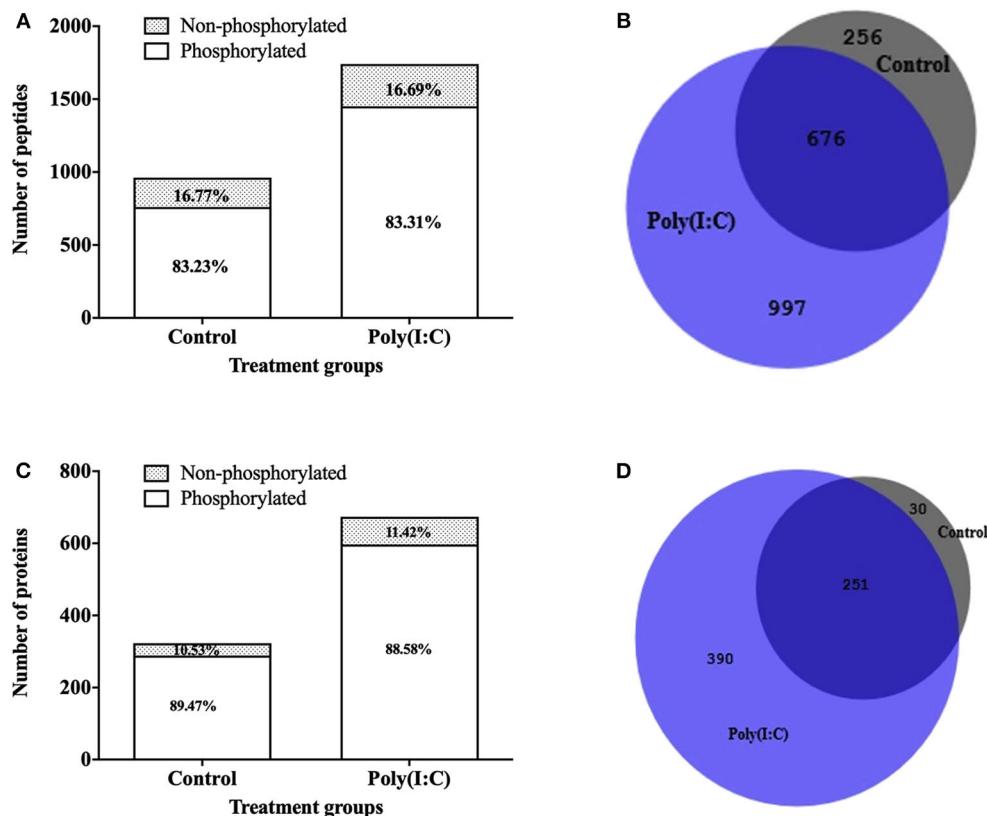 A
Non-phosphorylated
Phosphorylated
Number of peptides
2000
1500
1000
500
0
16.77%
83.23%
16.69%
83.31%
Control
Poly(I:C)
Treatment groups
B
256
Control
676
Poly(I:C)
997
C
Non-phosphorylated
Phosphorylated
Number of proteins
800
600
400
200
0
10.53%
89.47%
11.42%
88.58%
Control
Poly(I:C)
Treatment groups
D
30
Control
251
390
Poly(I:C)